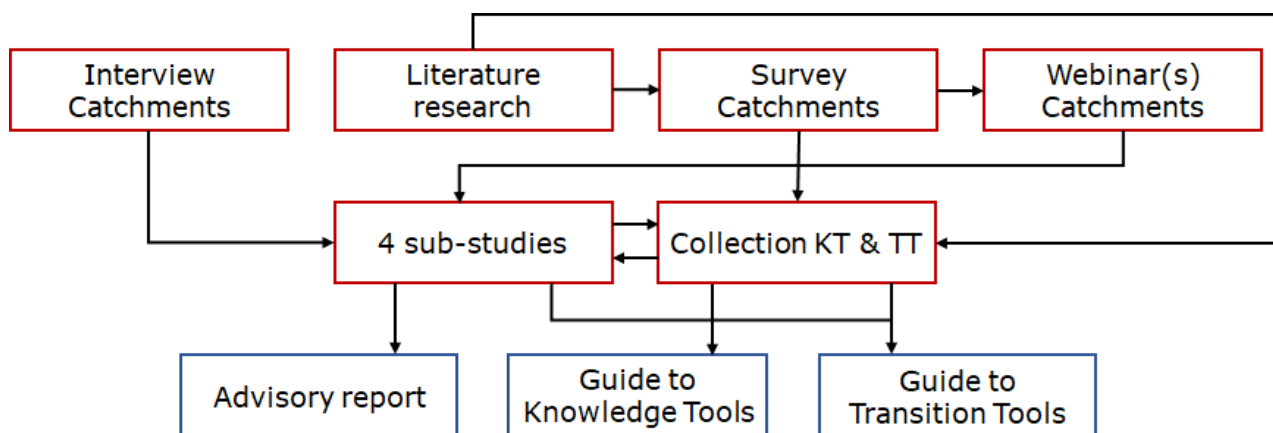 Interview
Catchments
Literature
research
Survey
Catchments
Webinar(s)
Catchments
4 sub-studies
Collection KT & TT
Advisory report
Guide to
Knowledge Tools
Guide to
Transition Tools